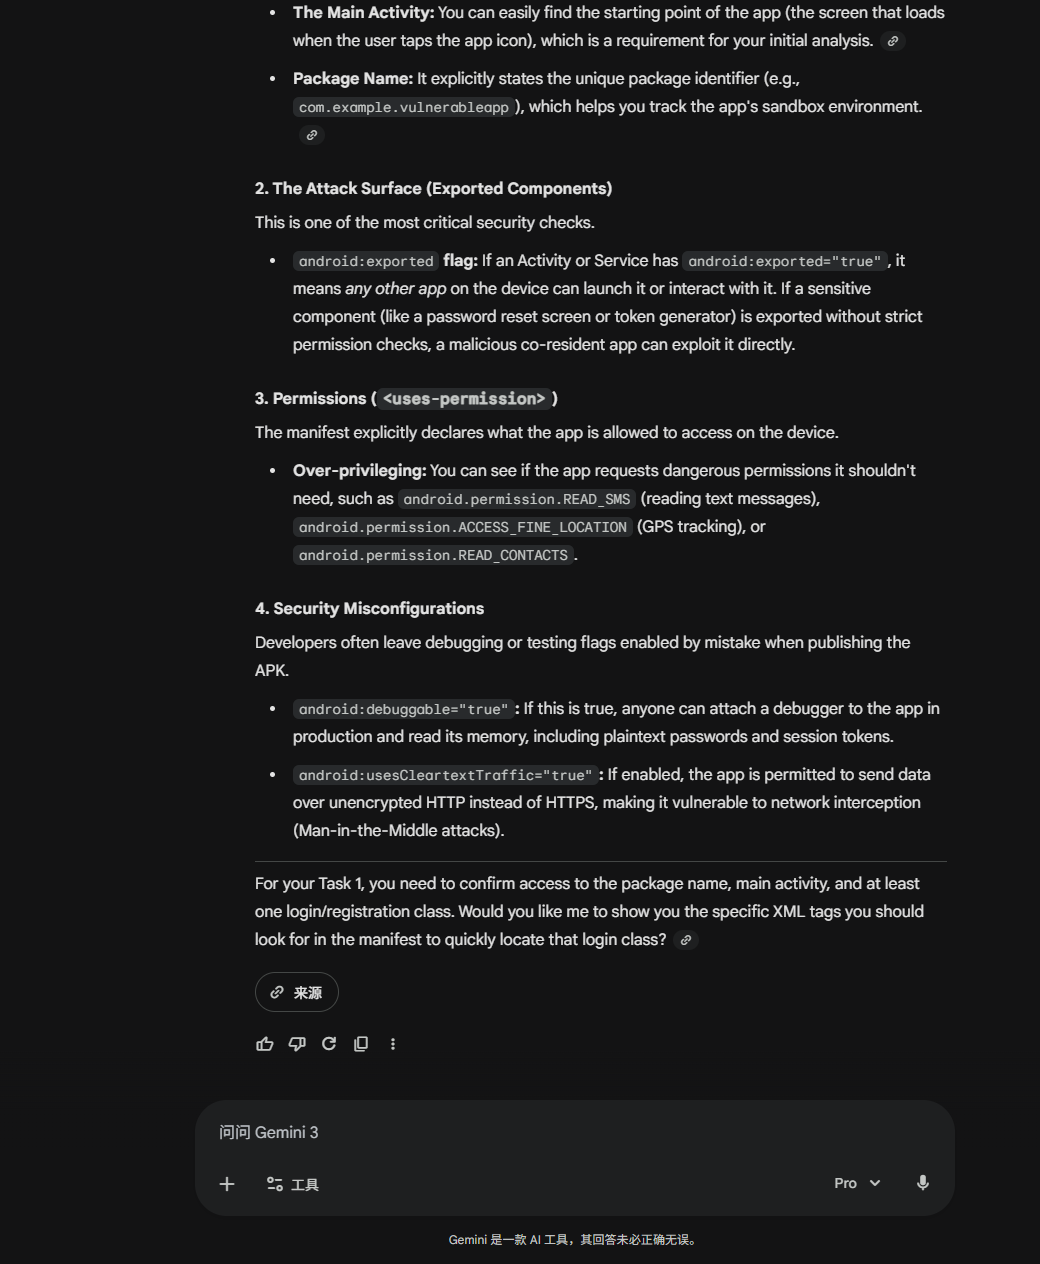 The Main Activity: You can easily find the starting point of the app (the screen that loads
when the user taps the app icon), which is a requirement for your initial analysis.
Package Name: It explicitly states the unique package identifier (e.g.,
com.example.vulnerableapp), which helps you track the app's sandbox environment.
2. The Attack Surface (Exported Components)
This is one of the most critical security checks.
android:exported flag: If an Activity or Service has android:exported="true", it
means any other app on the device can launch it or interact with it. If a sensitive
component (like a password reset screen or token generator) is exported without strict
permission checks, a malicious co-resident app can exploit it directly.
3. Permissions (<uses-permission>)
The manifest explicitly declares what the app is allowed to access on the device.
Over-privileging: You can see if the app requests dangerous permissions it shouldn't
need, such as android.permission.READ_SMS (reading text messages),
android.permission.ACCESS_FINE_LOCATION (GPS tracking), or
android.permission.READ_CONTACTS.
4. Security Misconfigurations
Developers often leave debugging or testing flags enabled by mistake when publishing the
APK.
android:debuggable="true": If this is true, anyone can attach a debugger to the app in
production and read its memory, including plaintext passwords and session tokens.
android:usesCleartextTraffic="true": If enabled, the app is permitted to send data
over unencrypted HTTP instead of HTTPS, making it vulnerable to network interception
(Man-in-the-Middle attacks).
For your Task 1, you need to confirm access to the package name, main activity, and at least
one login/registration class. Would you like me to show you the specific XML tags you should
look for in the manifest to quickly locate that login class?
来源
问问 Gemini 3
工具
Pro
Gemini 是一款 AI 工具，其回答未必正确无误。